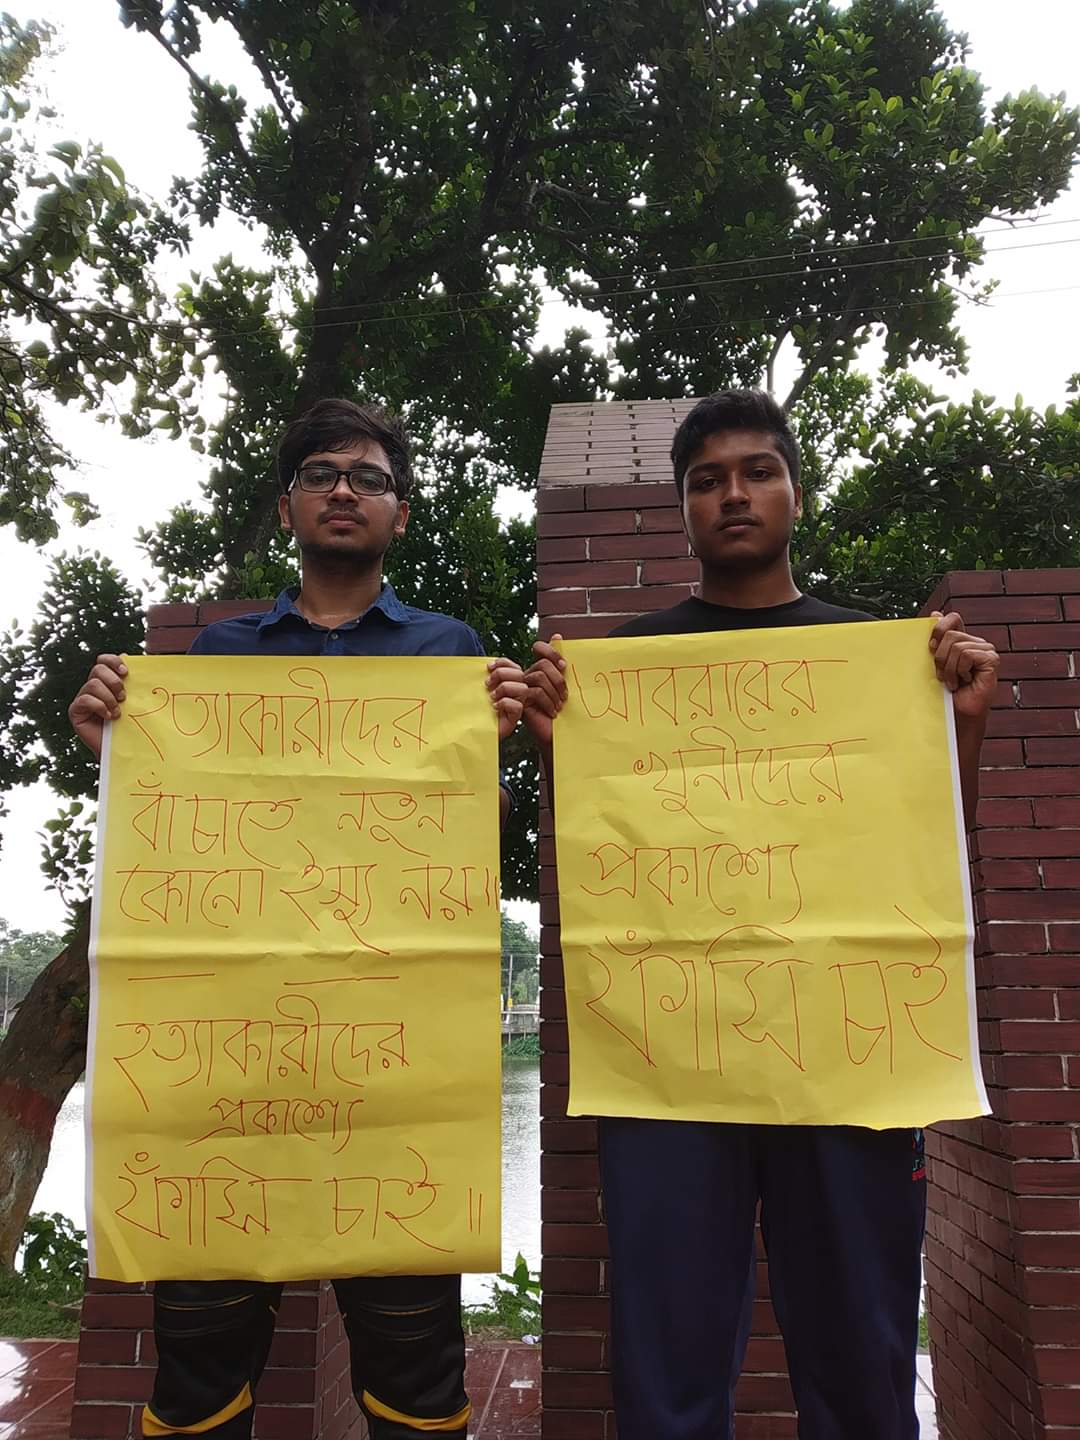 হত্যাকারীদের
বাঁচাতে নতুন
কোনো ইস্যু নয়॥
হত্যাকারীদের
প্রকাশ্যে
ফাঁসি চাই॥
আবরারের
খুনীদের
প্রকাশ্যে
ফাঁসি চাই